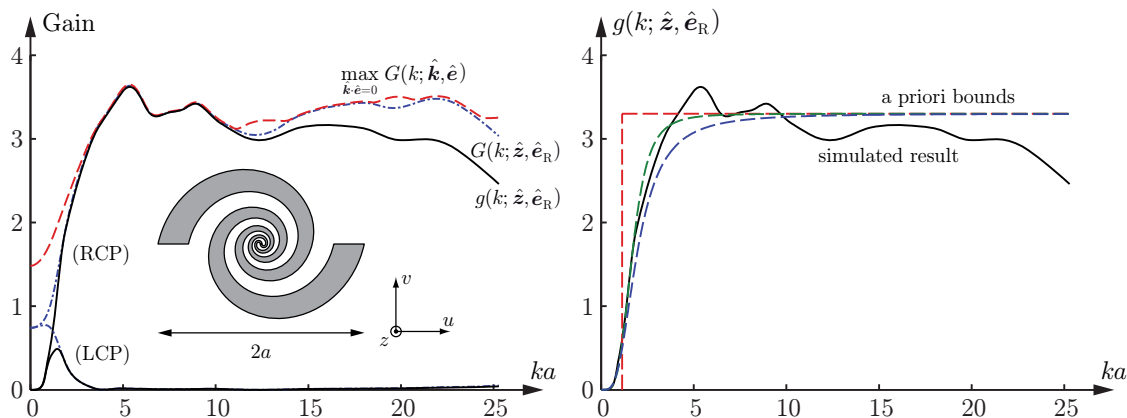 Gain
4
3
2
1
0
max G(k; k̂, ê)
k̂·ê=0
G(k; ẑ, ê_R)
g(k; ẑ, ê_R)
(RCP)
(LCP)
2a
v
u
z
ka
0 5 10 15 20 25
g(k; ẑ, ê_R)
4
3
2
1
0
a priori bounds
simulated result
ka
0 5 10 15 20 25